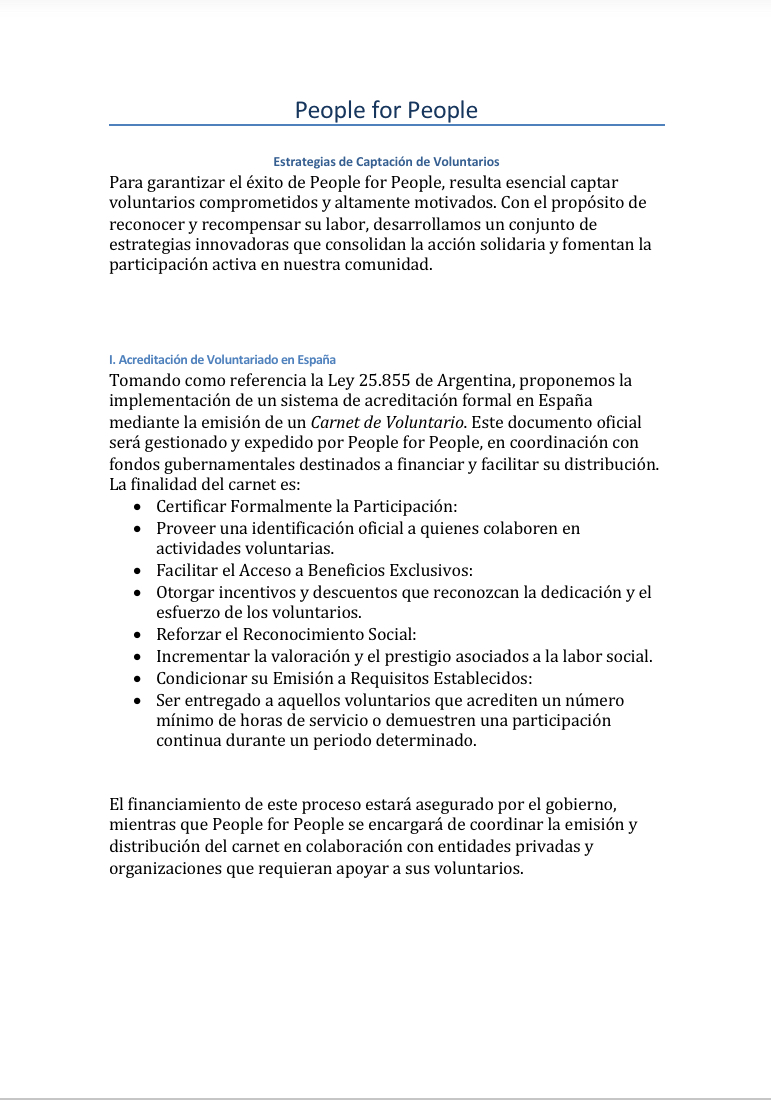 People for People
Estrategias de Captación de Voluntarios
Para garantizar el éxito de People for People, resulta esencial captar
voluntarios comprometidos y altamente motivados. Con el propósito de
reconocer y recompensar su labor, desarrollamos un conjunto de
estrategias innovadoras que consolidan la acción solidaria y fomentan la
participación activa en nuestra comunidad.
I. Acreditación de Voluntariado en España
Tomando como referencia la Ley 25.855 de Argentina, proponemos la
implementación de un sistema de acreditación formal en España
mediante la emisión de un Carnet de Voluntario. Este documento oficial
será gestionado y expedido por People for People, en coordinación con
fondos gubernamentales destinados a financiar y facilitar su distribución.
La finalidad del carnet es:
• Certificar Formalmente la Participación:
• Proveer una identificación oficial a quienes colaboren en
actividades voluntarias.
• Facilitar el Acceso a Beneficios Exclusivos:
• Otorgar incentivos y descuentos que reconozcan la dedicación y el
esfuerzo de los voluntarios.
• Reforzar el Reconocimiento Social:
• Incrementar la valoración y el prestigio asociados a la labor social.
• Condicionar su Emisión a Requisitos Establecidos:
• Ser entregado a aquellos voluntarios que acrediten un número
mínimo de horas de servicio o demuestren una participación
continua durante un periodo determinado.
El financiamiento de este proceso estará asegurado por el gobierno,
mientras que People for People se encargará de coordinar la emisión y
distribución del carnet en colaboración con entidades privadas y
organizaciones que requieran apoyar a sus voluntarios.